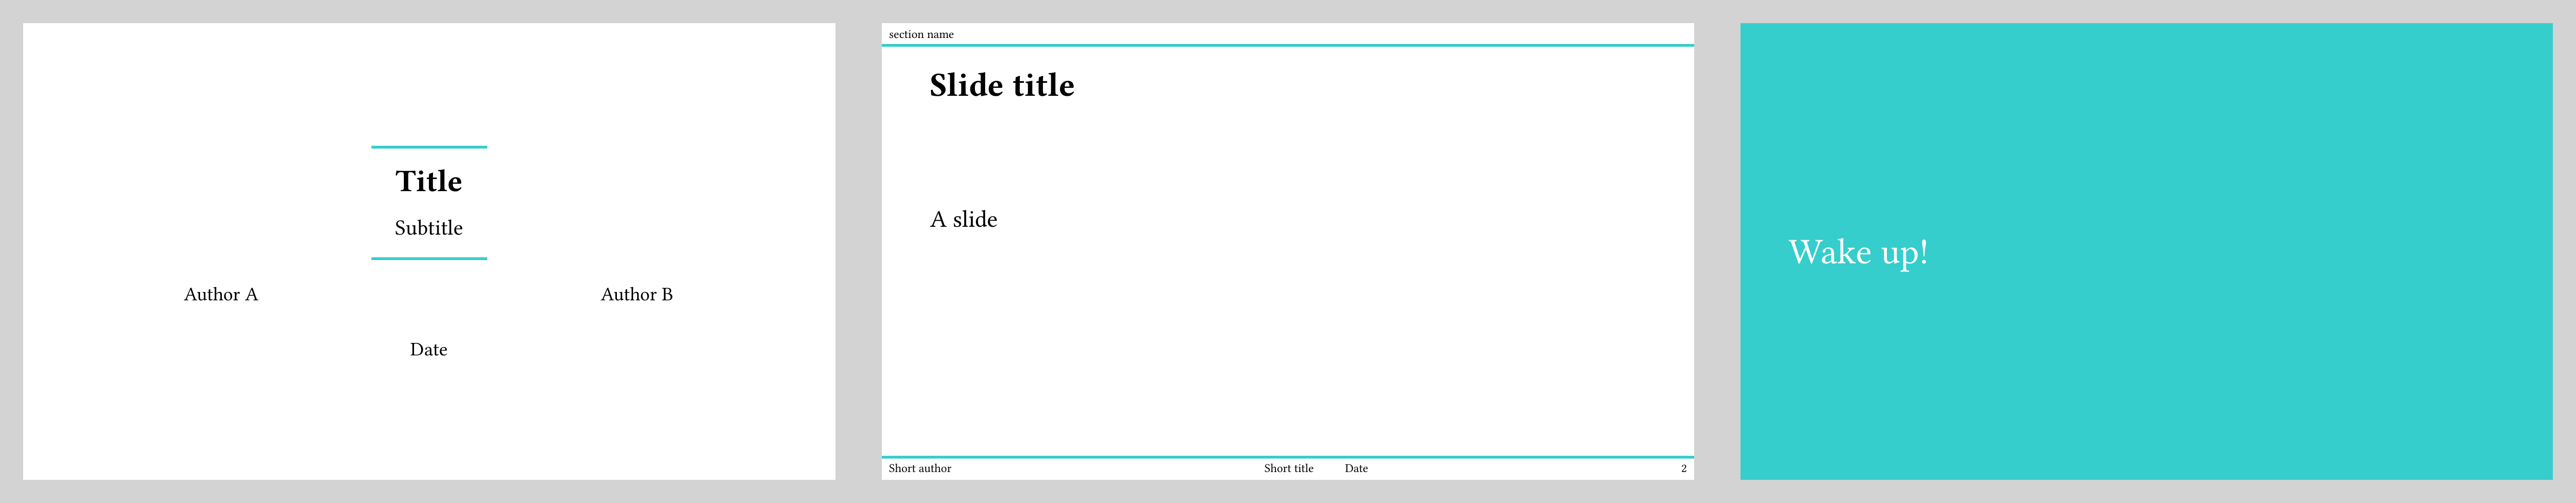 Title
Subtitle
Author A Author B
Date
section name
Slide title
A slide
Short author Short title Date 2
Wake up!